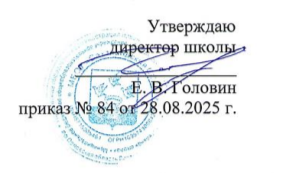 Утверждаю
директор школы
Е. В. Головин
приказ № 84 от 28.08.2025 г.